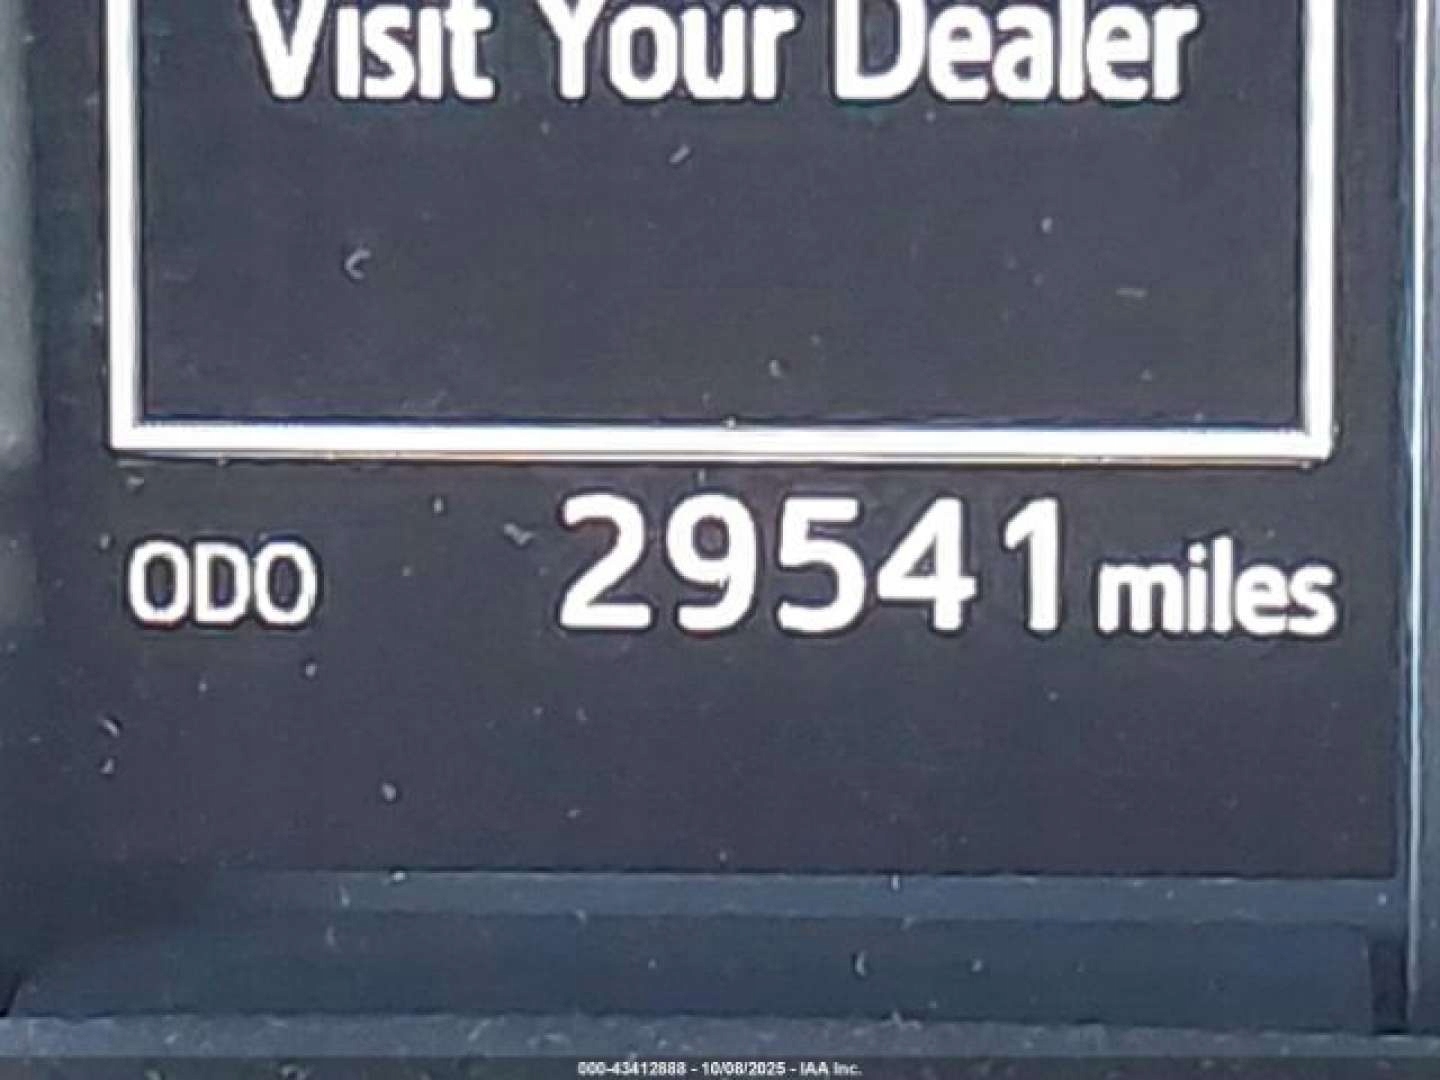 Visit Your Dealer
ODO 29541 miles
000-43412888 - 10/08/2025 - IAA Inc.